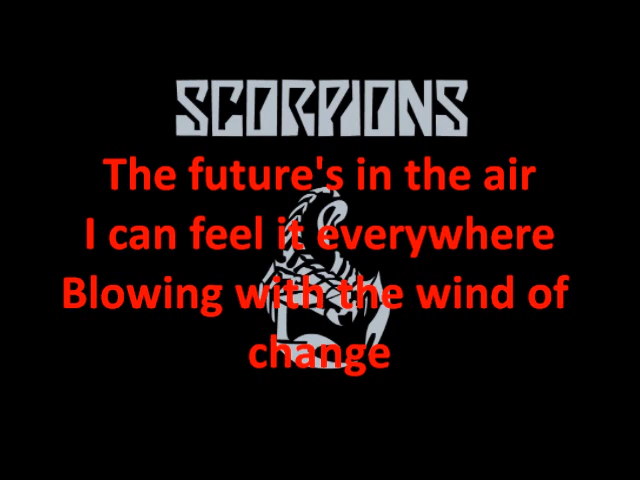 SCORPIONS
The future's in the air
I can feel it everywhere
Blowing with the wind of
change